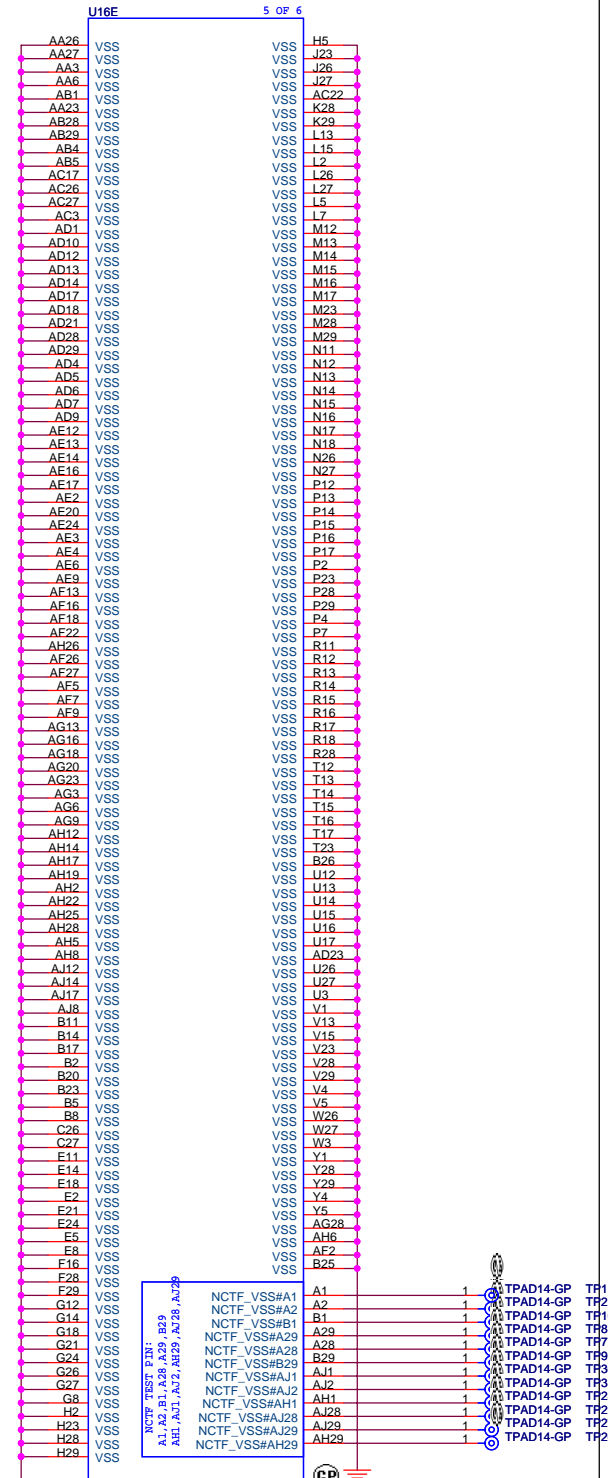 U16E 5 OF 6
AA26 VSS VSS H5
AA27 VSS VSS J23
AA3 VSS VSS J26
AA6 VSS VSS J27
AB1 VSS VSS AC22
AA23 VSS VSS K28
AB28 VSS VSS K29
AB29 VSS VSS L13
AB4 VSS VSS L15
AB5 VSS VSS L2
AC17 VSS VSS L26
AC26 VSS VSS L27
AC27 VSS VSS L5
AC3 VSS VSS L7
AD1 VSS VSS M12
AD10 VSS VSS M13
AD12 VSS VSS M14
AD13 VSS VSS M15
AD14 VSS VSS M16
AD17 VSS VSS M17
AD18 VSS VSS M23
AD21 VSS VSS M28
AD28 VSS VSS M29
AD29 VSS VSS N11
AD4 VSS VSS N12
AD5 VSS VSS N13
AD6 VSS VSS N14
AD7 VSS VSS N15
AD9 VSS VSS N16
AE12 VSS VSS N17
AE13 VSS VSS N18
AE14 VSS VSS N26
AE16 VSS VSS N27
AE17 VSS VSS P12
AE2 VSS VSS P13
AE20 VSS VSS P14
AE24 VSS VSS P15
AE3 VSS VSS P16
AE4 VSS VSS P17
AE6 VSS VSS P2
AE9 VSS VSS P23
AF13 VSS VSS P28
AF16 VSS VSS P29
AF18 VSS VSS P4
AF22 VSS VSS P7
AH26 VSS VSS R11
AF26 VSS VSS R12
AF27 VSS VSS R13
AF5 VSS VSS R14
AF7 VSS VSS R15
AF9 VSS VSS R16
AG13 VSS VSS R17
AG16 VSS VSS R18
AG18 VSS VSS R28
AG20 VSS VSS T12
AG23 VSS VSS T13
AG3 VSS VSS T14
AG6 VSS VSS T15
AG9 VSS VSS T16
AH12 VSS VSS T17
AH14 VSS VSS T23
AH17 VSS VSS B26
AH19 VSS VSS U12
AH2 VSS VSS U13
AH22 VSS VSS U14
AH25 VSS VSS U15
AH28 VSS VSS U16
AH5 VSS VSS U17
AH8 VSS VSS AD23
AJ12 VSS VSS U26
AJ14 VSS VSS U27
AJ17 VSS VSS U3
AJ8 VSS VSS V1
B11 VSS VSS V13
B14 VSS VSS V15
B17 VSS VSS V23
B2 VSS VSS V28
B20 VSS VSS V29
B23 VSS VSS V4
B5 VSS VSS V5
B8 VSS VSS W26
C26 VSS VSS W27
C27 VSS VSS W3
E11 VSS VSS Y1
E14 VSS VSS Y28
E18 VSS VSS Y29
E2 VSS VSS Y4
E21 VSS VSS Y5
E24 VSS VSS AG28
E5 VSS VSS AH6
E8 VSS VSS AF2
F16 VSS VSS B25
F28 VSS
F29 VSS NCTF_VSS#A1 A1 1 TPAD14-GP TP1
G12 VSS NCTF_VSS#A2 A2 1 TPAD14-GP TP2
G14 VSS NCTF_VSS#B1 B1 1 TPAD14-GP TP1
G18 VSS NCTF_VSS#A29 A29 1 TPAD14-GP TP8
G21 VSS NCTF_VSS#A28 A28 1 TPAD14-GP TP7
G24 VSS NCTF_VSS#B29 B29 1 TPAD14-GP TP9
G26 VSS NCTF_VSS#AJ1 AJ1 1 TPAD14-GP TP3
G27 VSS NCTF_VSS#AJ2 AJ2 1 TPAD14-GP TP3
G8 VSS NCTF_VSS#AH1 AH1 1 TPAD14-GP TP2
H2 VSS NCTF_VSS#AJ28 AJ28 1 TPAD14-GP TP2
H23 VSS NCTF_VSS#AJ29 AJ29 1 TPAD14-GP TP2
H28 VSS NCTF_VSS#AH29 AH29 1 TPAD14-GP TP2
H29 VSS
NCTF TEST PIN:
A1,A2,B1,A28,A29,B29
AH1,AJ1,AJ2,AH29,AJ28,AJ29
GP